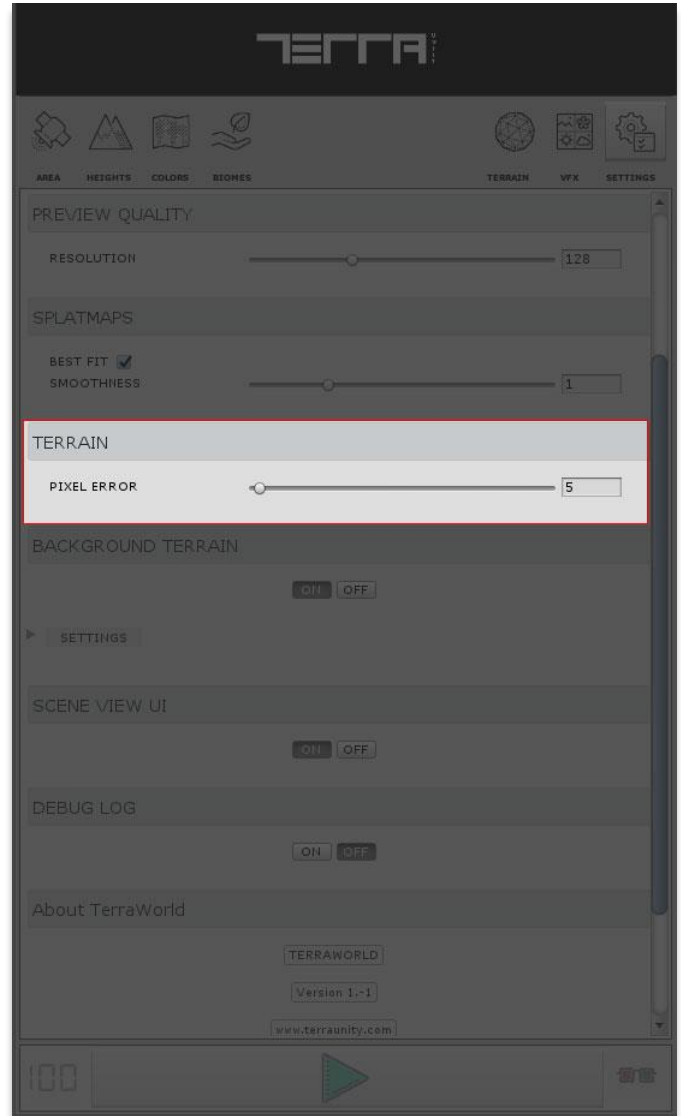 TERRA
UNITY
AREA HEIGHTS COLORS BIOMES TERRAIN VFX SETTINGS
PREVIEW QUALITY
RESOLUTION 128
SPLATMAPS
BEST FIT
SMOOTHNESS 1
TERRAIN
PIXEL ERROR 5
BACKGROUND TERRAIN
ON OFF
SETTINGS
SCENE VIEW UI
ON OFF
DEBUG LOG
ON OFF
About TerraWorld
TERRAWORLD
Version 1.-1
www.terraunity.com
100